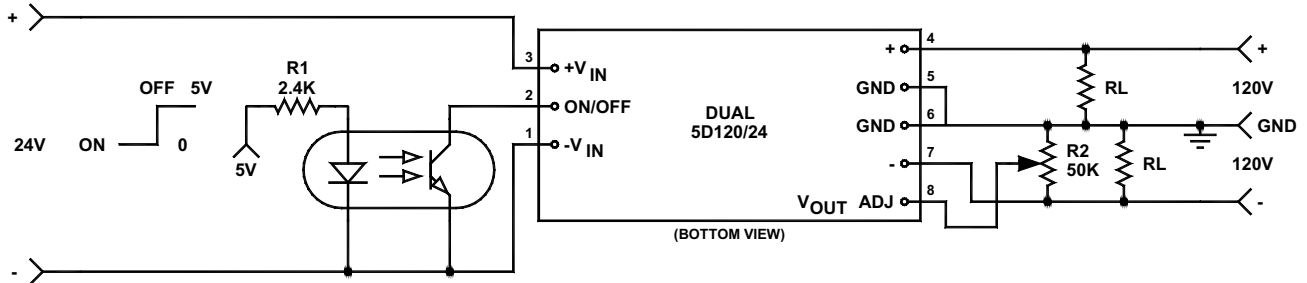 +
R1
2.4K
OFF 5V
24V ON 0
5V
-
3 +V IN
2 ON/OFF
1 -V IN
DUAL
5D120/24
+ 4
GND 5
GND 6
- 7
V OUT ADJ 8
(BOTTOM VIEW)
RL
R2
50K
RL
+
120V
GND
120V
-